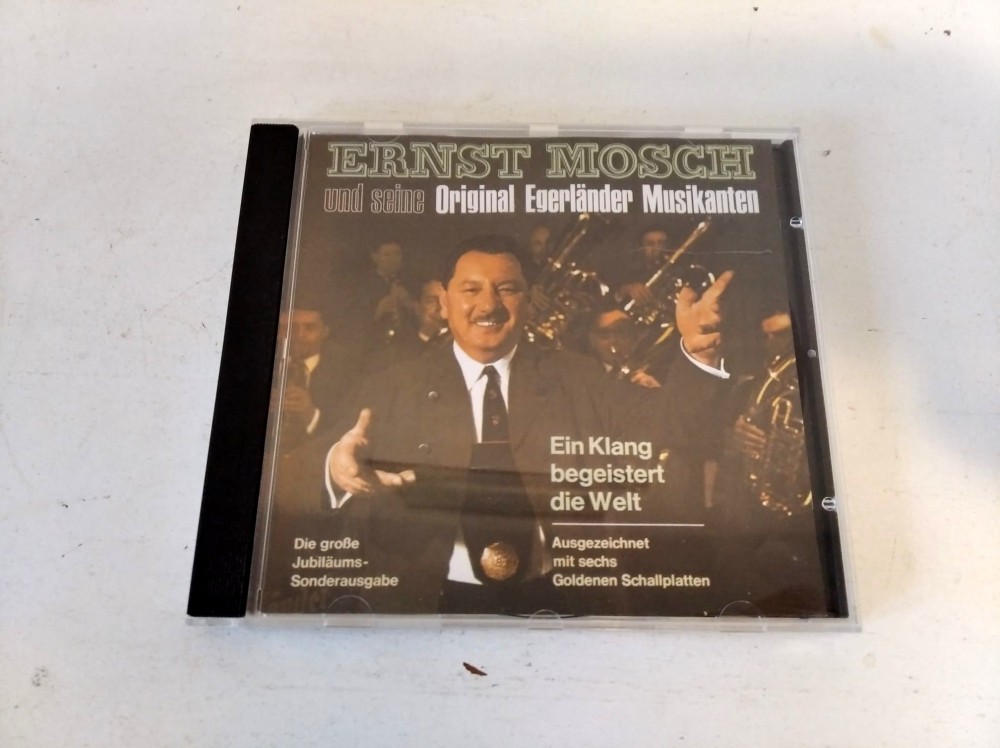 ERNST MOSCH
und seine Original Egerländer Musikanten
Ein Klang
begeistert
die Welt
Die große
Jubiläums-
Sonderausgabe
Ausgezeichnet
mit sechs
Goldenen Schallplatten